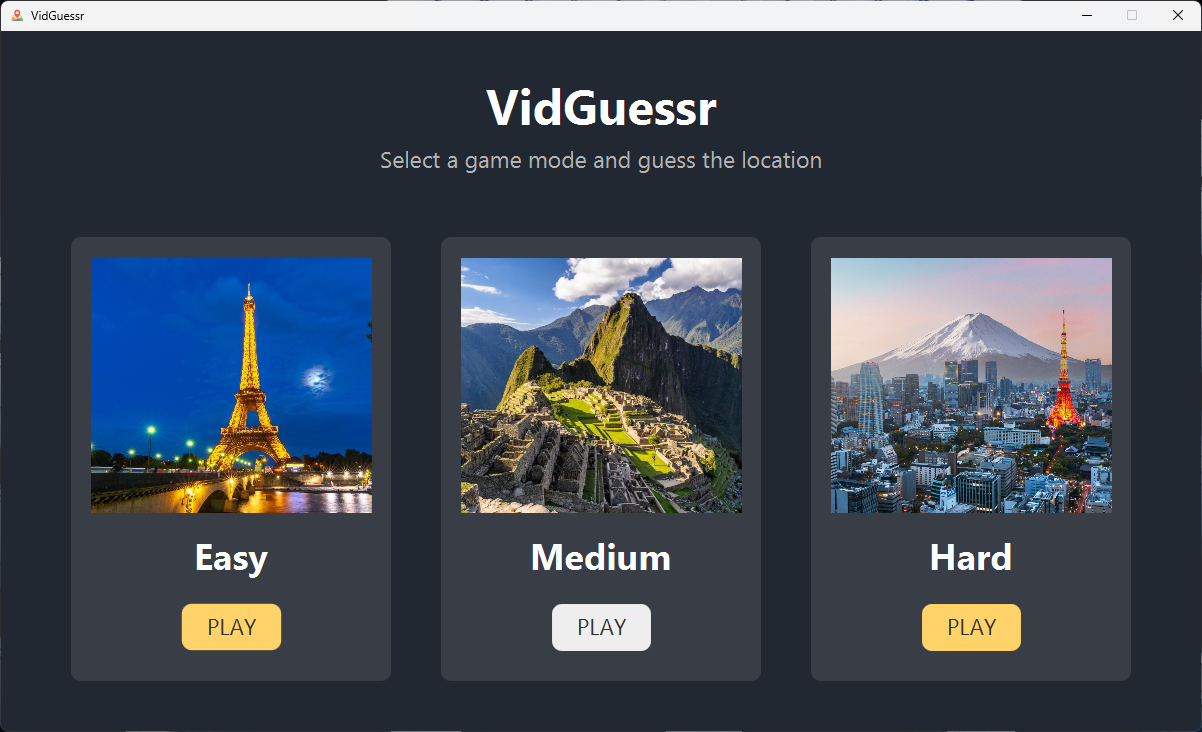 VidGuessr
VidGuessr
Select a game mode and guess the location
Easy
Medium
Hard
PLAY
PLAY
PLAY